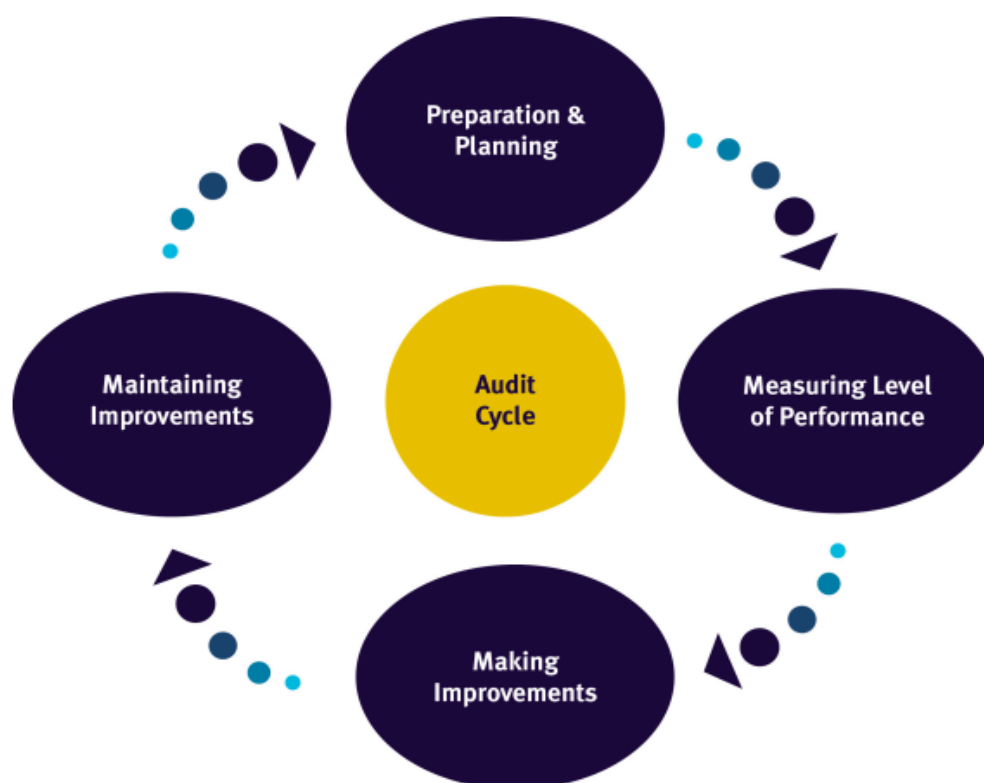 Preparation &
Planning
Measuring Level
of Performance
Making
Improvements
Maintaining
Improvements
Audit
Cycle